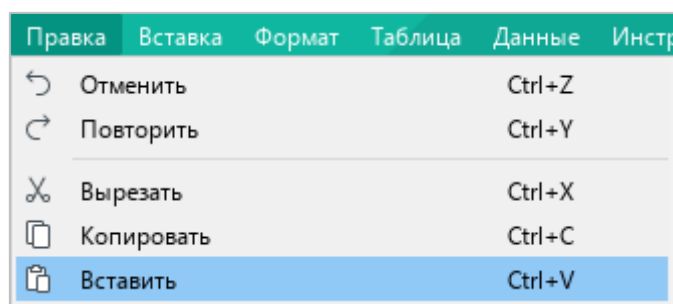 Правка Вставка Формат Таблица Данные
Отменить Ctrl+Z
Повторить Ctrl+Y
Вырезать Ctrl+X
Копировать Ctrl+C
Вставить Ctrl+V